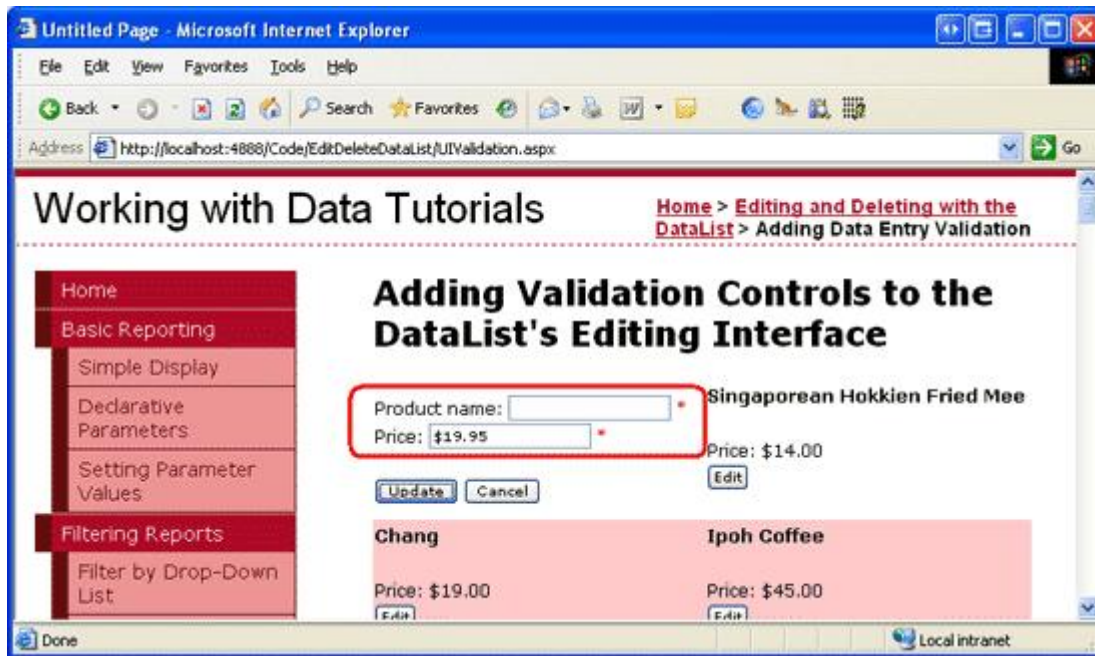 Untitled Page - Microsoft Internet Explorer
File Edit View Favorites Tools Help
Back Search Favorites
Address http://localhost:4888/Code/EditDeleteDataList/UIValidation.aspx Go
Working with Data Tutorials
Home > Editing and Deleting with the
DataList > Adding Data Entry Validation
Home
Basic Reporting
Simple Display
Declarative
Parameters
Setting Parameter
Values
Filtering Reports
Filter by Drop-Down
List
Adding Validation Controls to the
DataList's Editing Interface
Product name: *
Price: $19.95 *
Update Cancel
Singaporean Hokkien Fried Mee
Price: $14.00
Edit
Chang
Price: $19.00
Edit
Ipoh Coffee
Price: $45.00
Edit
Done Local intranet